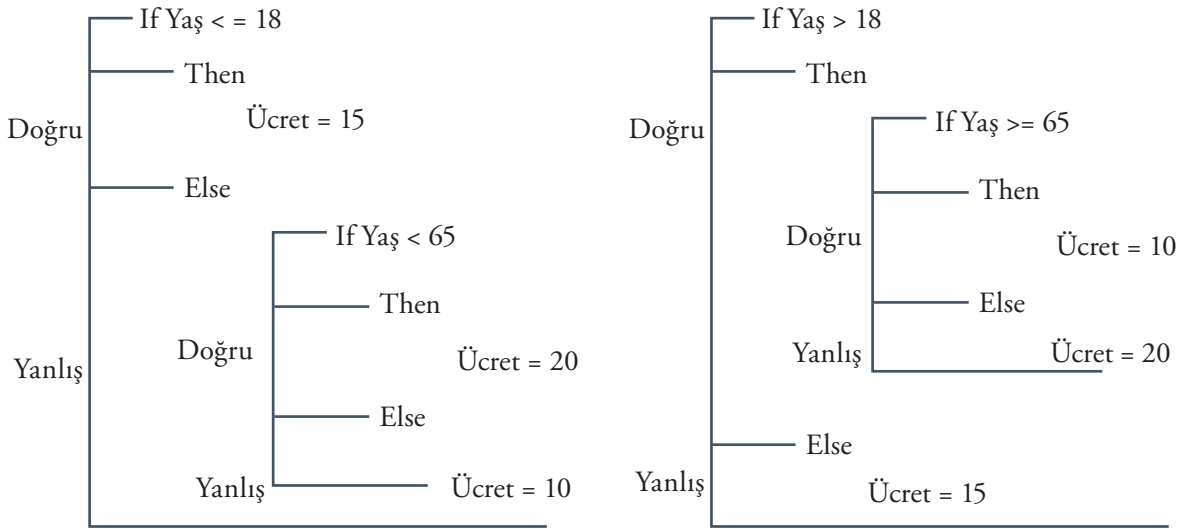 If Yaş < = 18
Then
Ücret = 15
Doğru
Else
If Yaş < 65
Then
Doğru
Ücret = 20
Yanlış
Else
Yanlış
Ücret = 10
If Yaş > 18
Then
Doğru
If Yaş >= 65
Then
Doğru
Ücret = 10
Else
Yanlış
Ücret = 20
Else
Yanlış
Ücret = 15